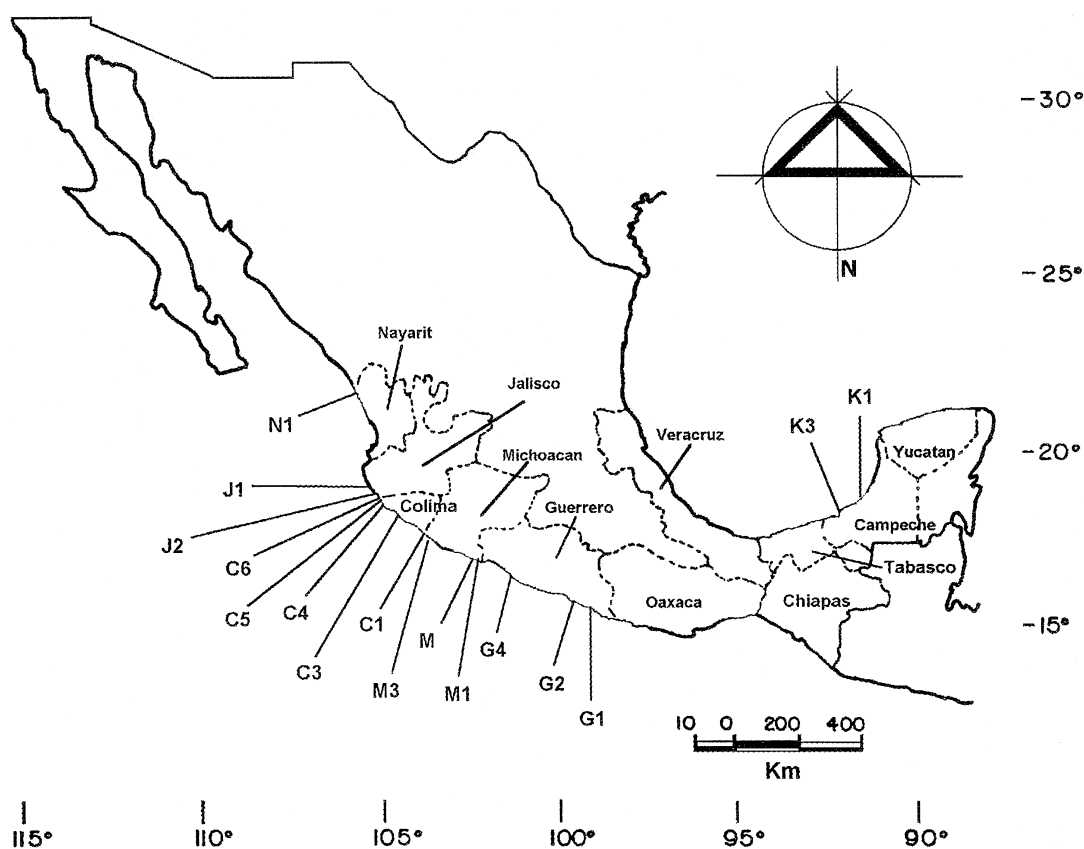 -30°
N
-25°
Nayarit
Jalisco
K1
N1
K3
Veracruz
-20°
Yucatan
Michoacan
J1
Colima
Guerrero
Campeche
J2
C6
Tabasco
C5
C4
C1
M
G4
Oaxaca
Chiapas
-15°
C3
M3
M1
G2
G1
10 0 200 400
Km
115° 110° 105° 100° 95° 90°